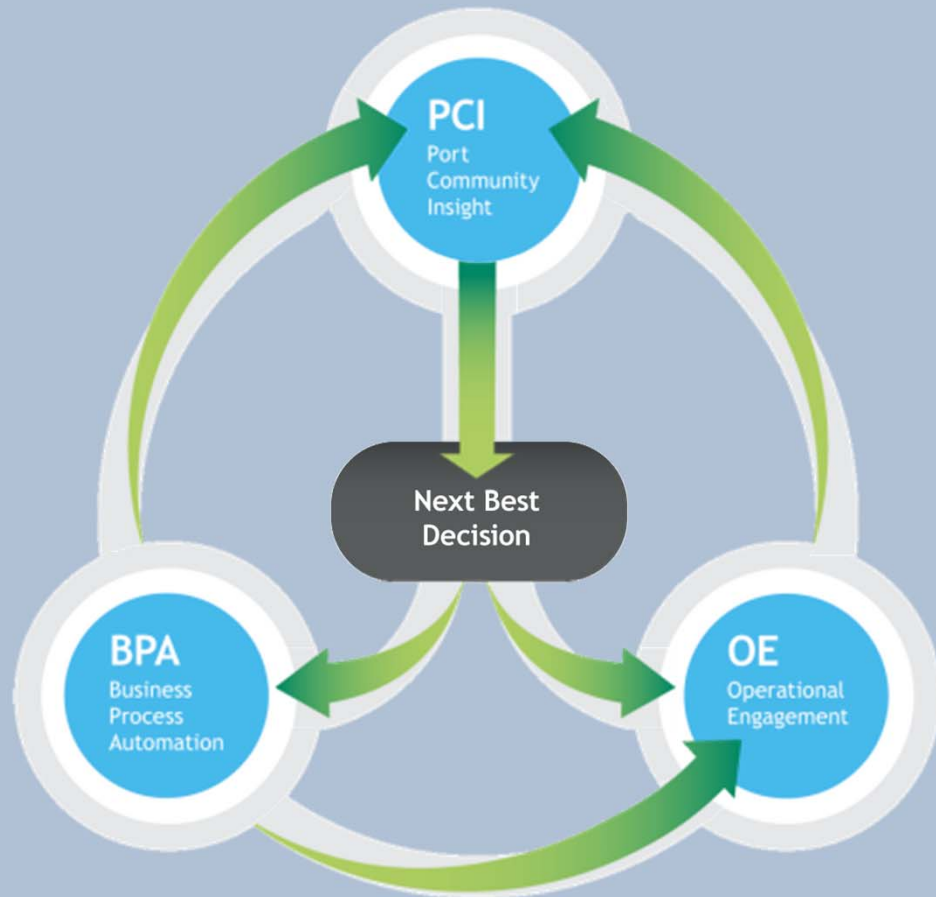 PCI
Port
Community
Insight
Next Best
Decision
BPA
Business
Process
Automation
OE
Operational
Engagement